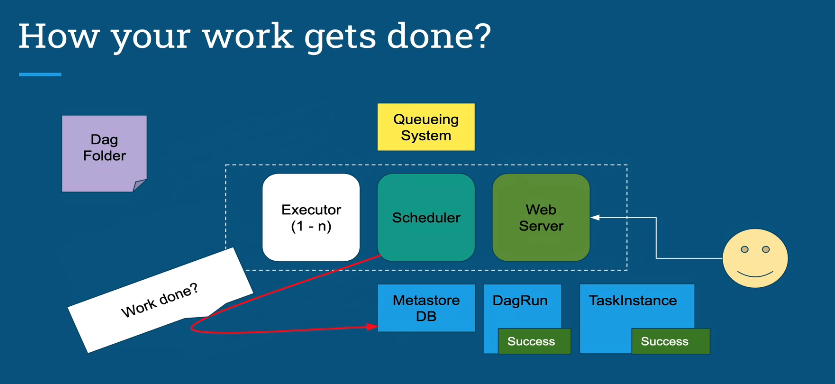 How your work gets done?
Queueing
System
Dag
Folder
Executor
(1 - n)
Scheduler
Web
Server
Work done?
Metastore
DB
DagRun
Success
TaskInstance
Success